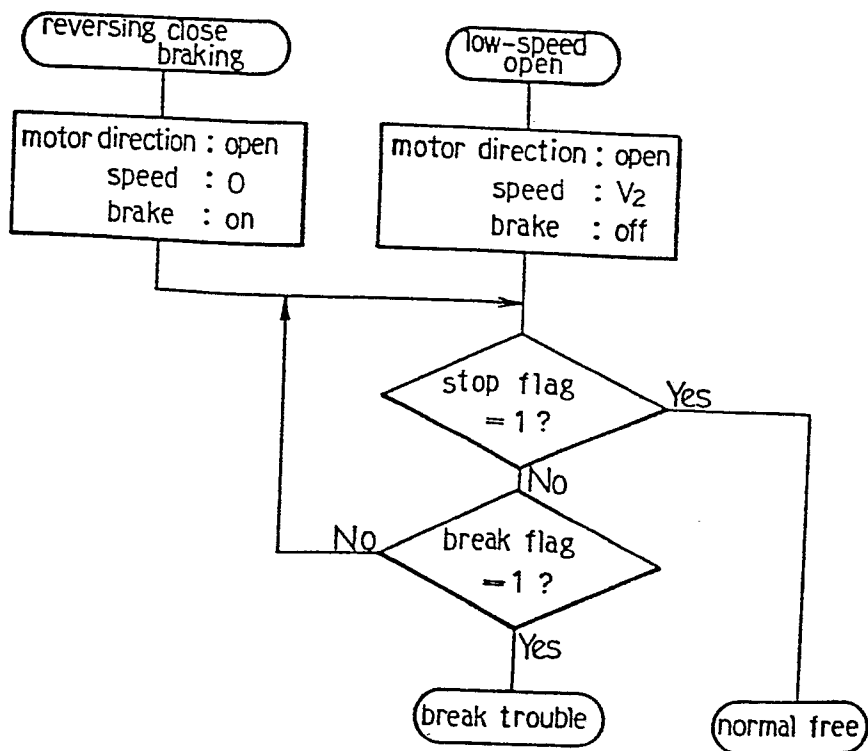 reversing close
braking
low-speed
open
motor direction : open
speed : 0
brake : on
motor direction : open
speed : V2
brake : off
stop flag
= 1 ?
Yes
No
break flag
= 1 ?
No
Yes
break trouble
normal free